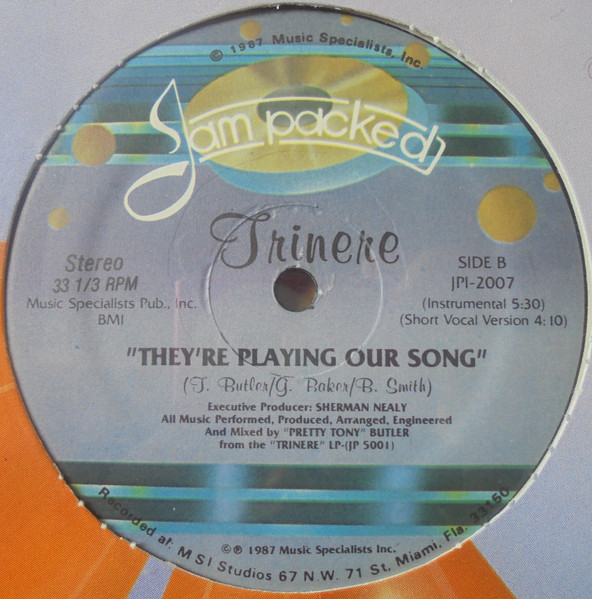 © 1987 Music Specialists, Inc.
Jam packed
Trinere
Stereo
33 1/3 RPM
Music Specialists Pub., Inc.
BMI
SIDE B
JPI-2007
(Instrumental 5:30)
(Short Vocal Version 4:10)
"THEY'RE PLAYING OUR SONG"
(T. Butler/G. Baker/B. Smith)
Executive Producer: SHERMAN NEALY
All Music Performed, Produced, Arranged, Engineered
And Mixed by "PRETTY TONY" BUTLER
from the "TRINERE" LP-(JP 5001)
©℗ 1987 Music Specialists Inc.
Recorded at: MSI Studios 67 N.W. 71 St, Miami, Fla. 33150